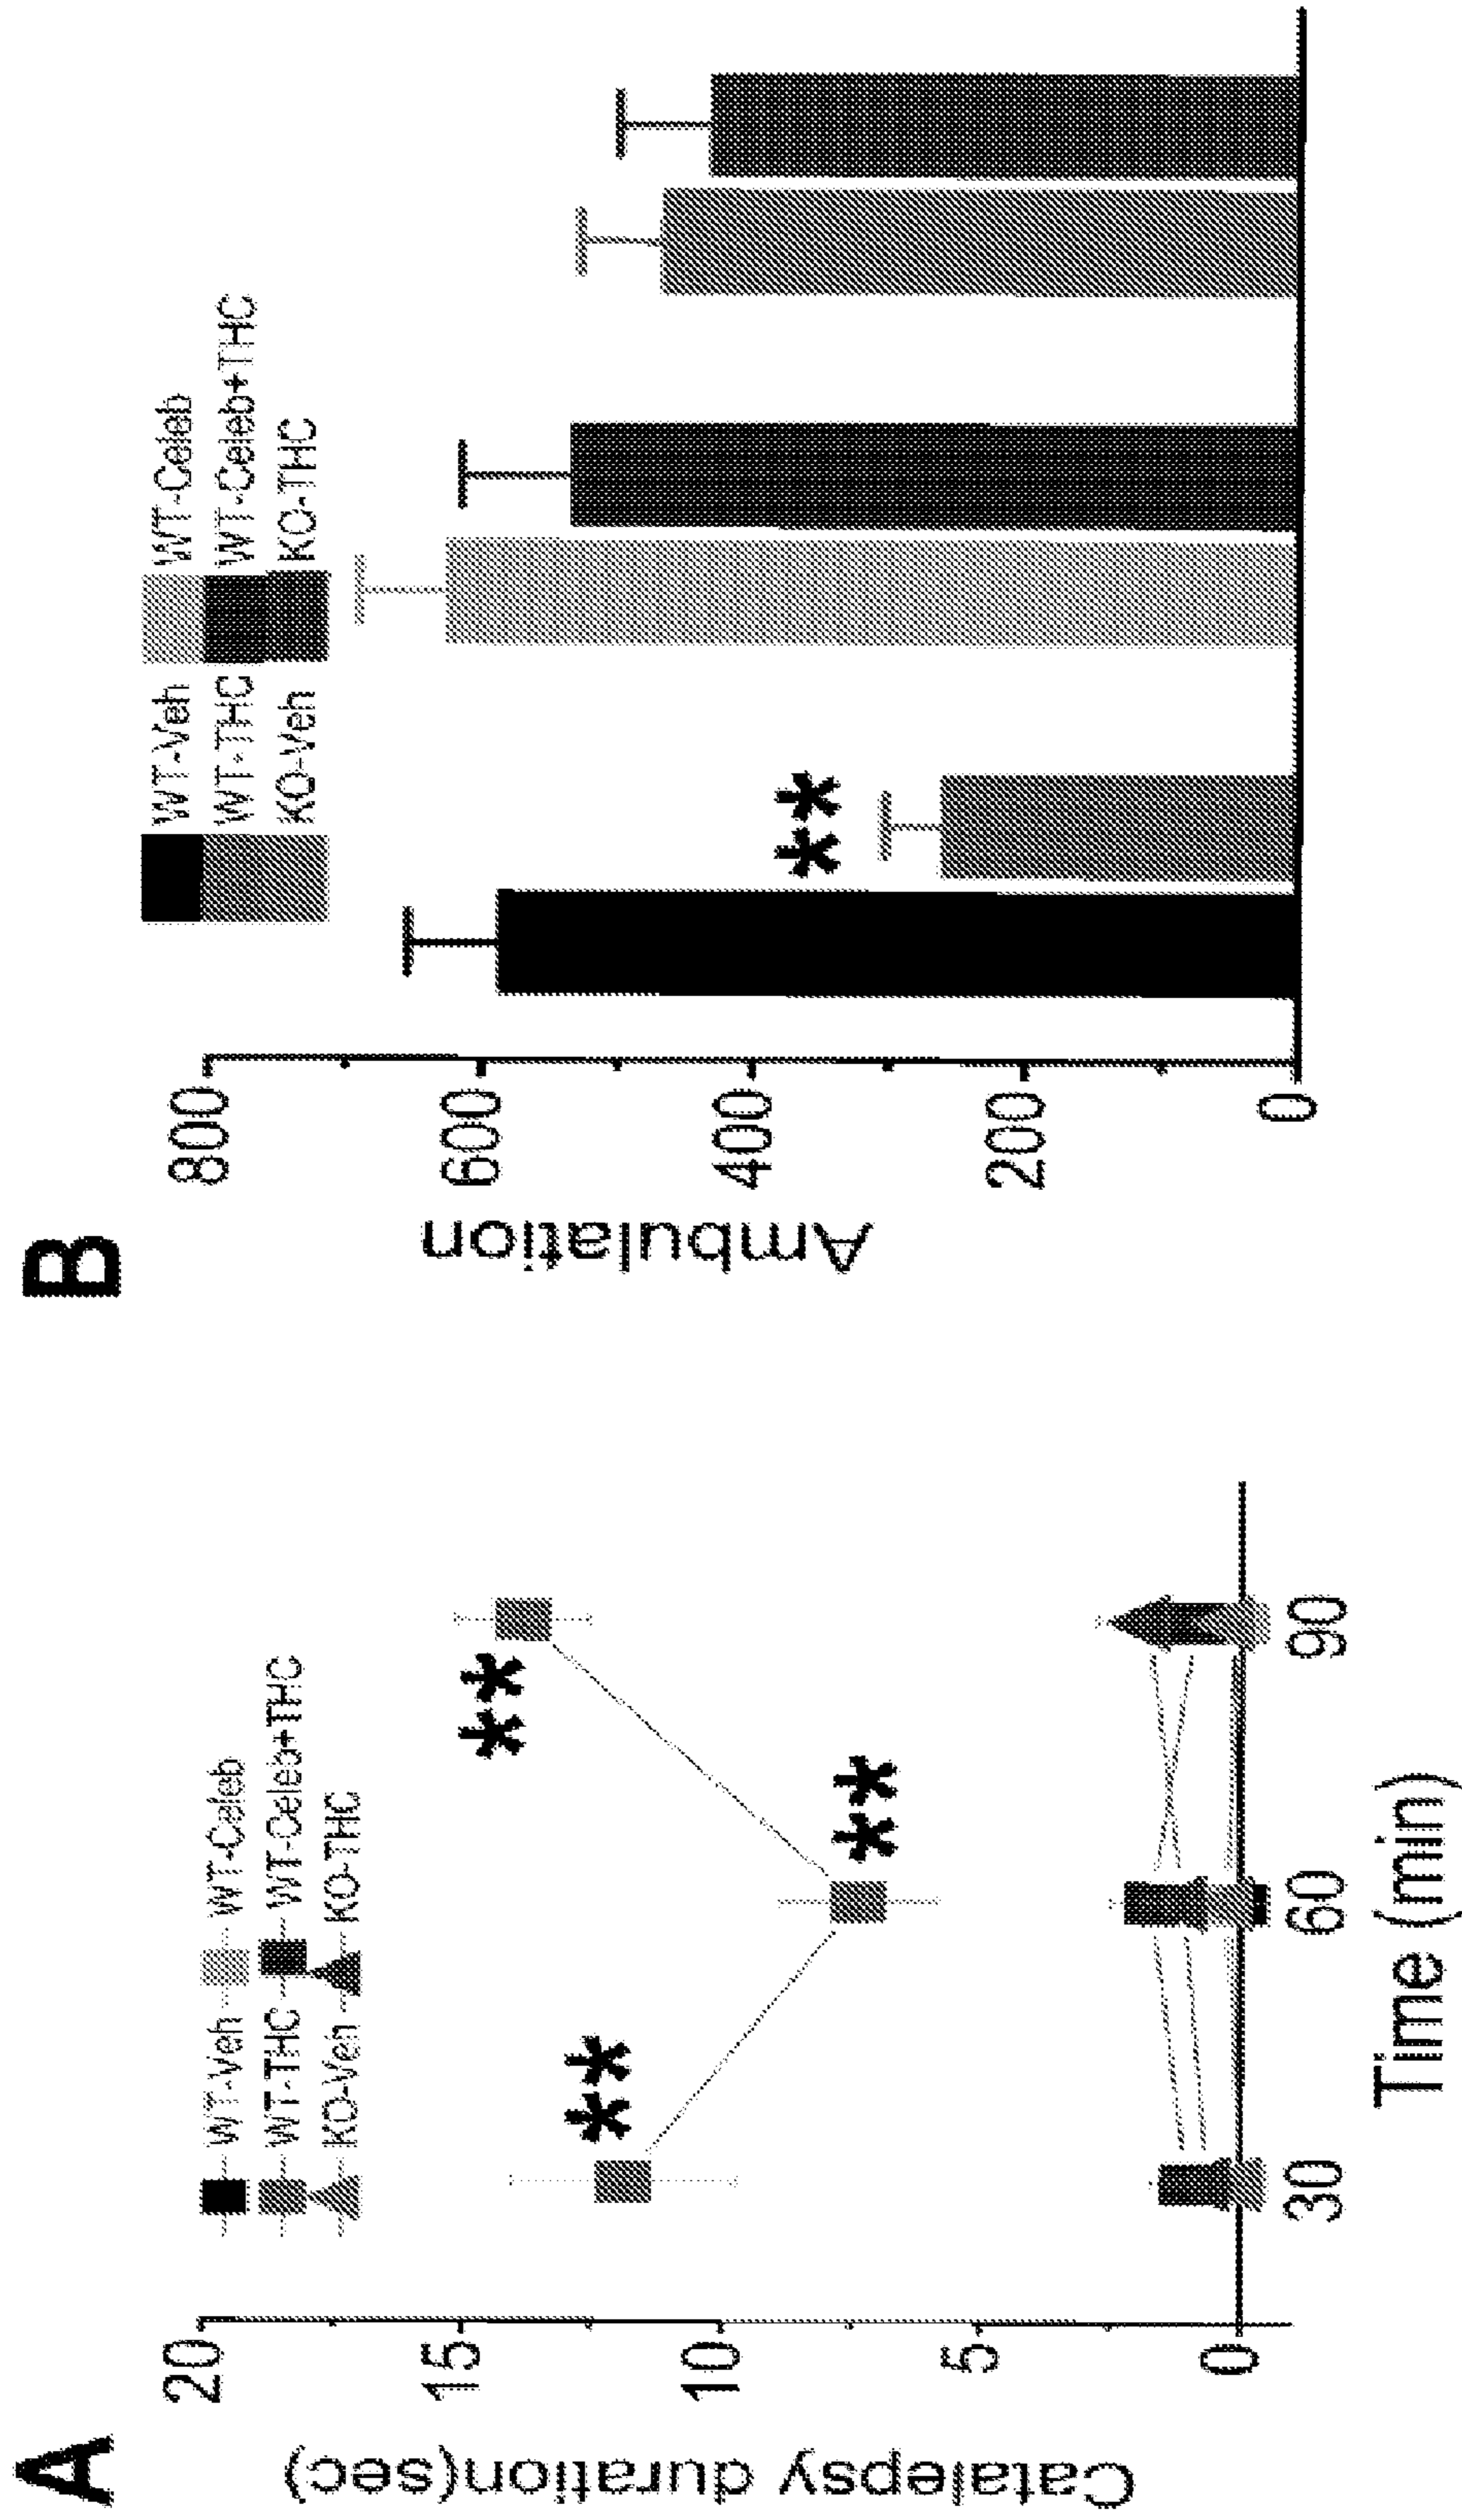 A
Catalepsy duration(sec)
20
15
10
5
0
WT-Veh WT-Celeb
WT-THC WT-Celeb+THC
KO-Veh KO-THC
**
**
**
30 60 90
Time (min)
B
Ambulation
800
600
400
200
0
WT-Veh WT-Celeb
WT-THC WT-Celeb+THC
KO-Veh KO-THC
**